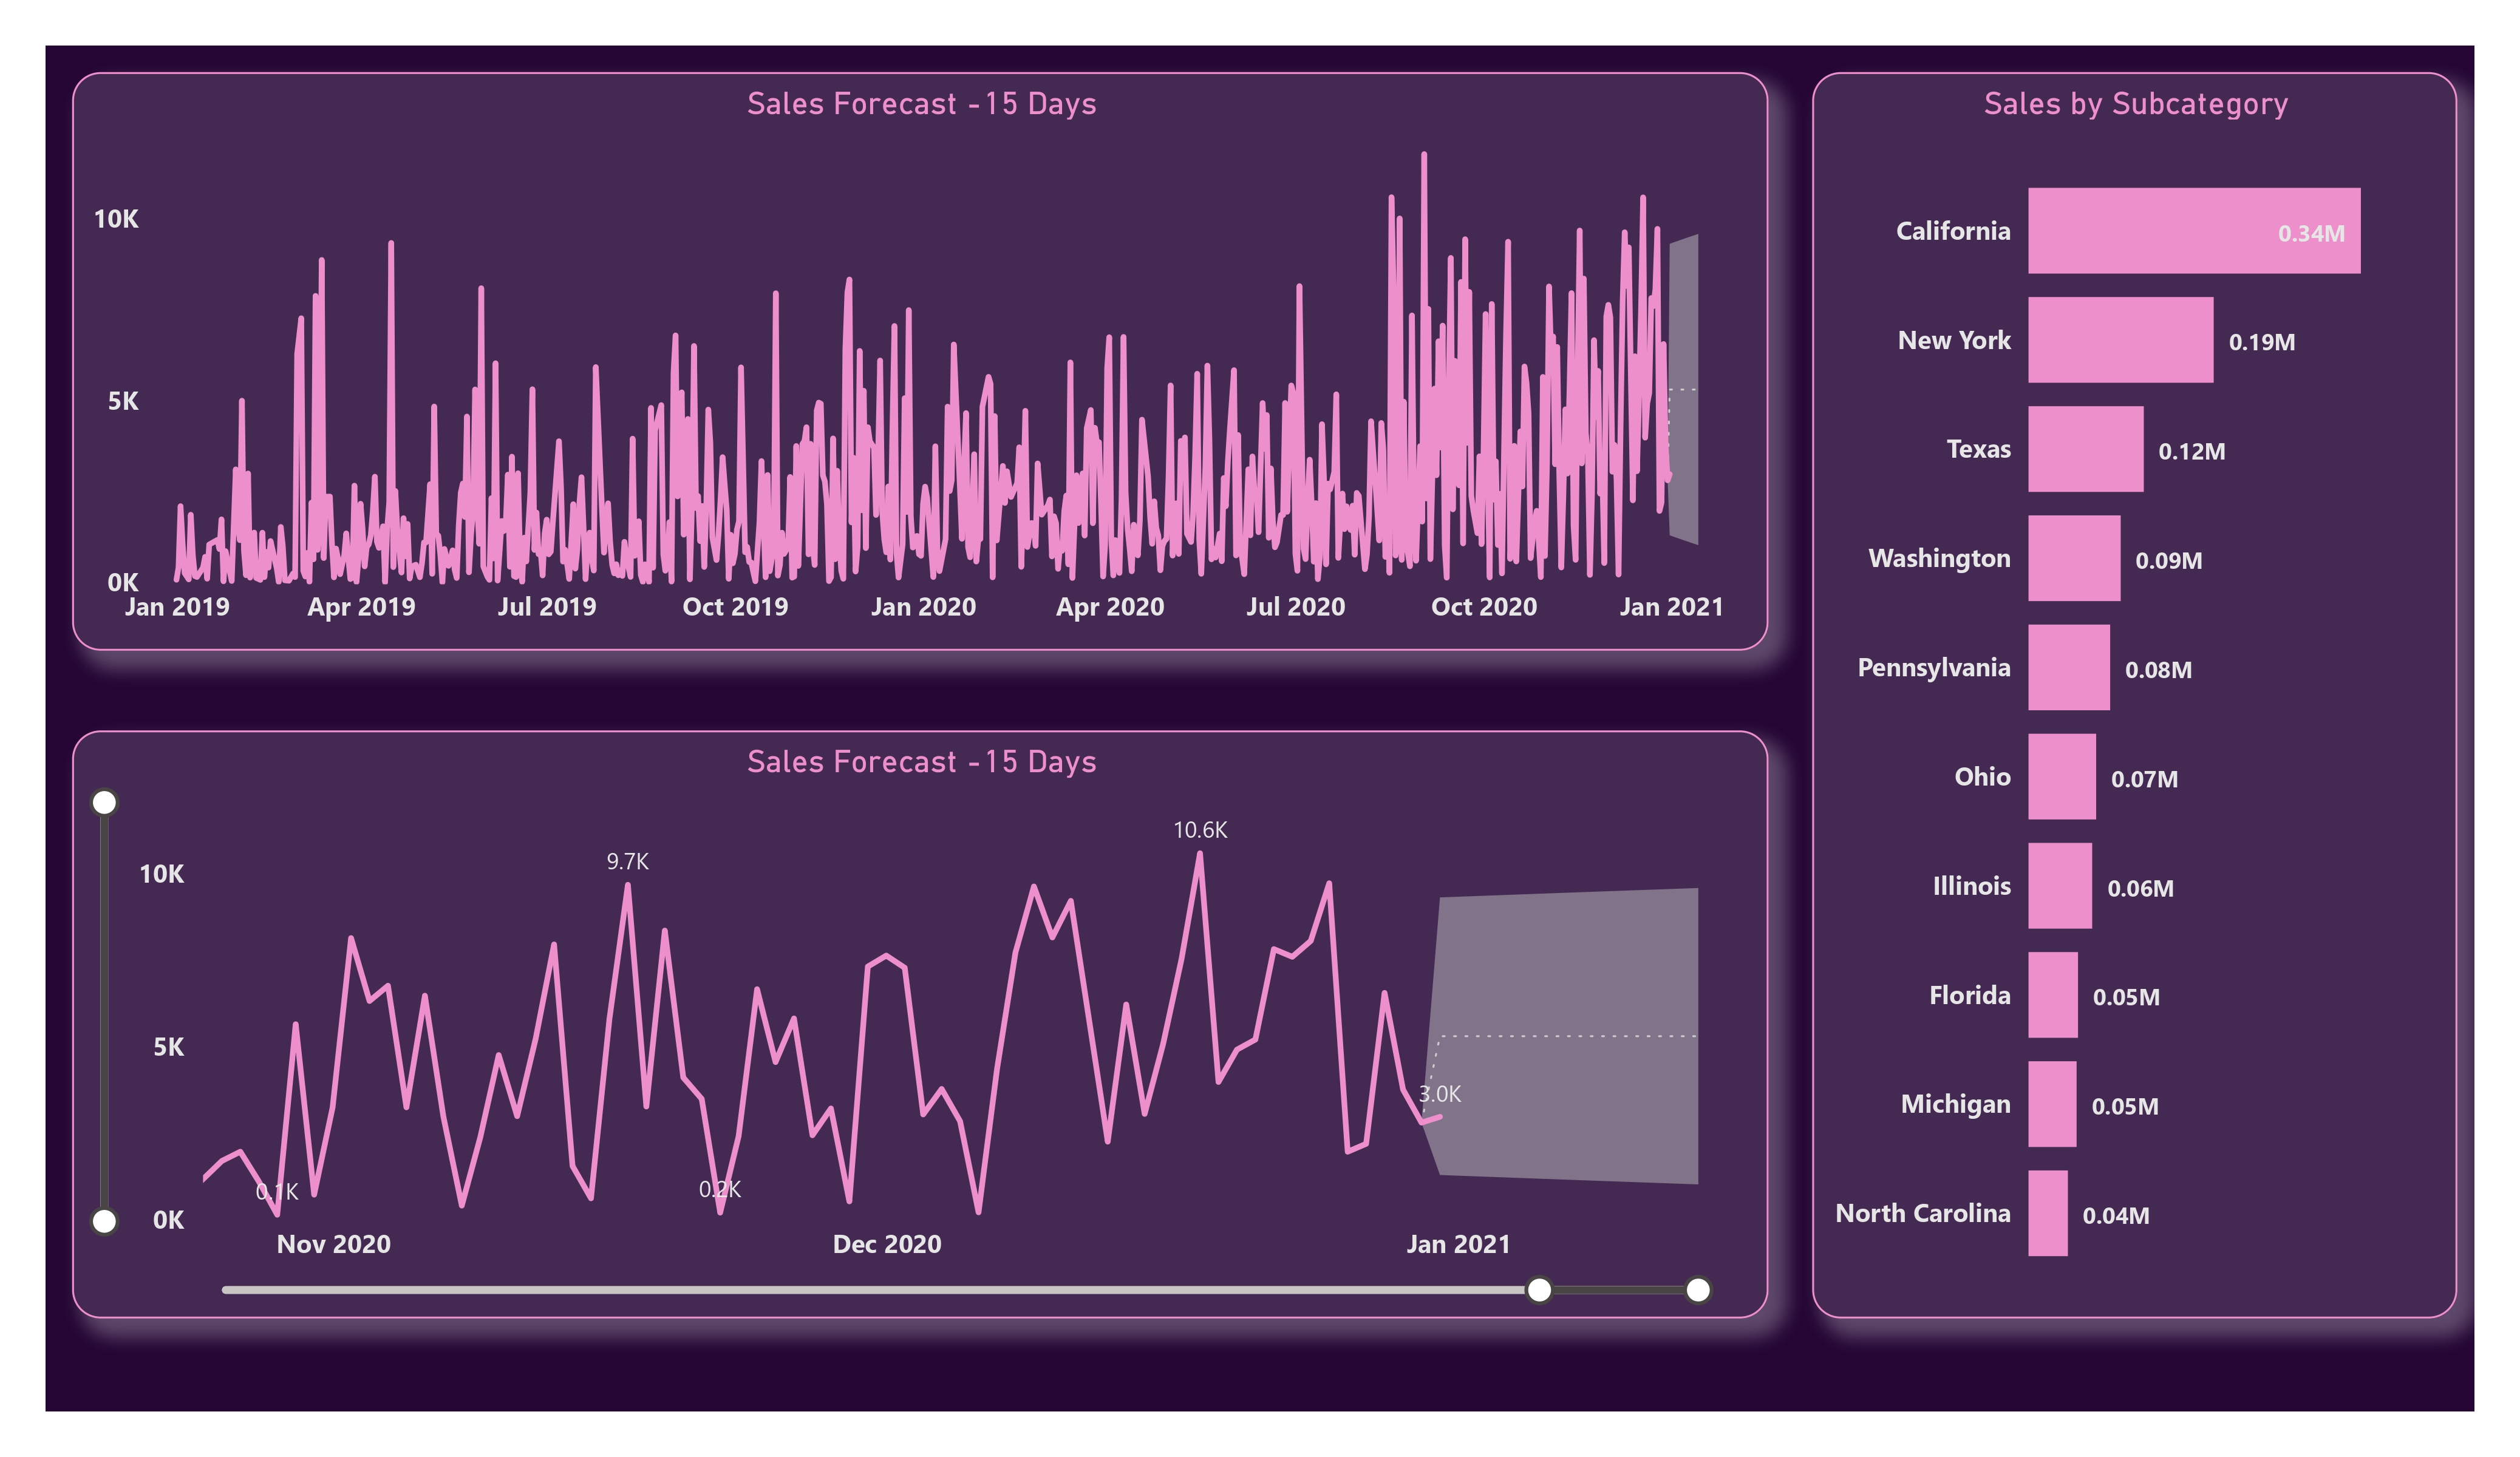 Sales Forecast -15 Days
10K
5K
0K
Jan 2019 Apr 2019 Jul 2019 Oct 2019 Jan 2020 Apr 2020 Jul 2020 Oct 2020 Jan 2021
Sales Forecast -15 Days
10.6K
9.7K
10K
5K
3.0K
0.1K
0.2K
0K
Nov 2020 Dec 2020 Jan 2021
Sales by Subcategory
California 0.34M
New York 0.19M
Texas 0.12M
Washington 0.09M
Pennsylvania 0.08M
Ohio 0.07M
Illinois 0.06M
Florida 0.05M
Michigan 0.05M
North Carolina 0.04M